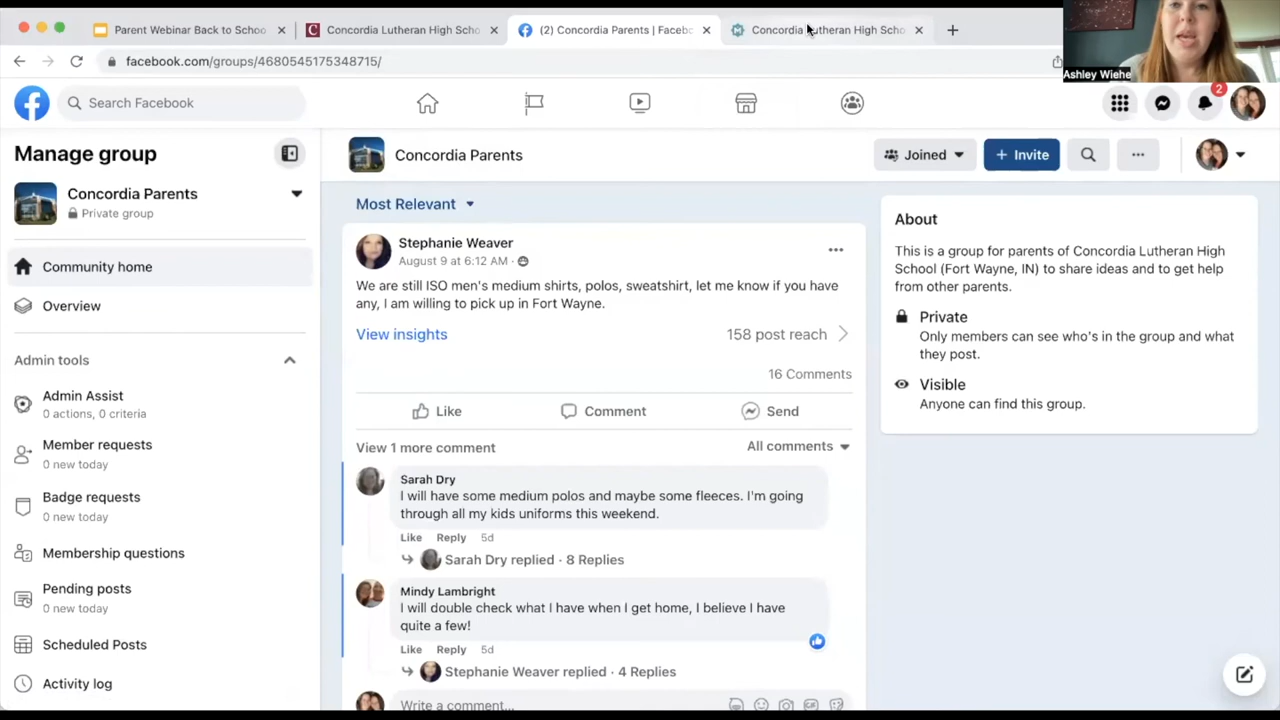 Parent Webinar Back to Schoo
Concordia Lutheran High Scho
(2) Concordia Parents | Faceb
Concordia Lutheran High Scho
facebook.com/groups/4680545175348715/
Ashley Wiehe
Search Facebook
2
Manage group
Concordia Parents
Private group
Community home
Overview
Admin tools
Admin Assist
0 actions, 0 criteria
Member requests
0 new today
Badge requests
0 new today
Membership questions
Pending posts
0 new today
Scheduled Posts
Activity log
Concordia Parents
Joined
+ Invite
Most Relevant
Stephanie Weaver
August 9 at 6:12 AM ·
We are still ISO men's medium shirts, polos, sweatshirt, let me know if you have
any, I am willing to pick up in Fort Wayne.
View insights
158 post reach
16 Comments
Like
Comment
Send
View 1 more comment
All comments
Sarah Dry
I will have some medium polos and maybe some fleeces. I'm going
through all my kids uniforms this weekend.
Like Reply 5d
Sarah Dry replied · 8 Replies
Mindy Lambright
I will double check what I have when I get home, I believe I have
quite a few!
Like Reply 5d
Stephanie Weaver replied · 4 Replies
Write a comment...
About
This is a group for parents of Concordia Lutheran High
School (Fort Wayne, IN) to share ideas and to get help
from other parents.
Private
Only members can see who's in the group and what
they post.
Visible
Anyone can find this group.